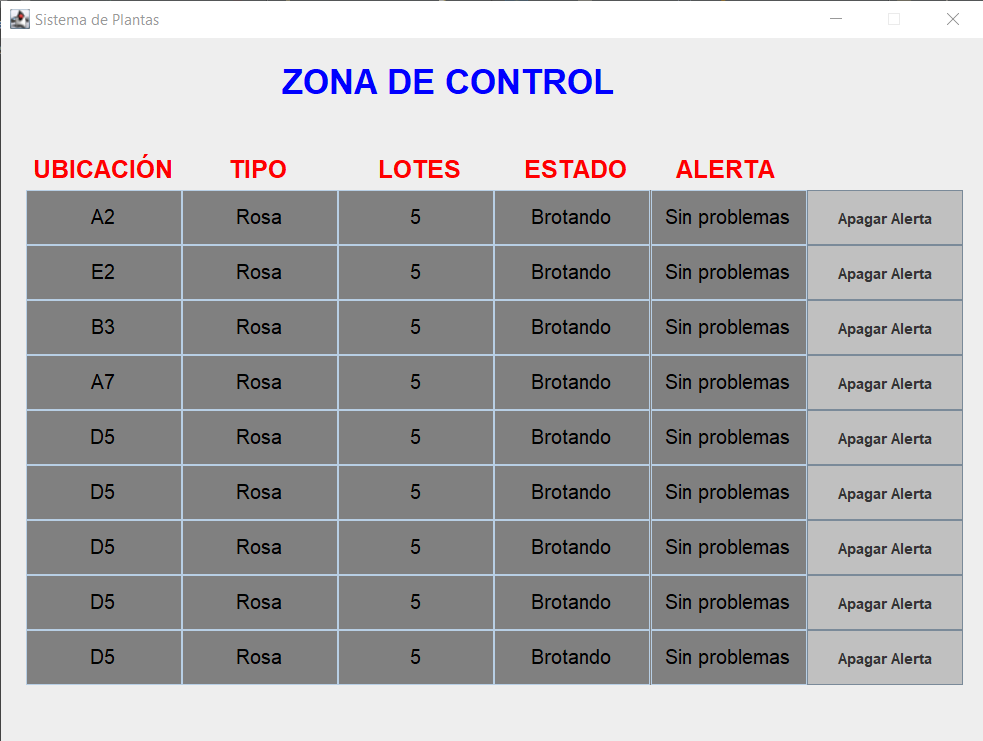 Sistema de Plantas
ZONA DE CONTROL
UBICACIÓN TIPO LOTES ESTADO ALERTA
A2 Rosa 5 Brotando Sin problemas Apagar Alerta
E2 Rosa 5 Brotando Sin problemas Apagar Alerta
B3 Rosa 5 Brotando Sin problemas Apagar Alerta
A7 Rosa 5 Brotando Sin problemas Apagar Alerta
D5 Rosa 5 Brotando Sin problemas Apagar Alerta
D5 Rosa 5 Brotando Sin problemas Apagar Alerta
D5 Rosa 5 Brotando Sin problemas Apagar Alerta
D5 Rosa 5 Brotando Sin problemas Apagar Alerta
D5 Rosa 5 Brotando Sin problemas Apagar Alerta